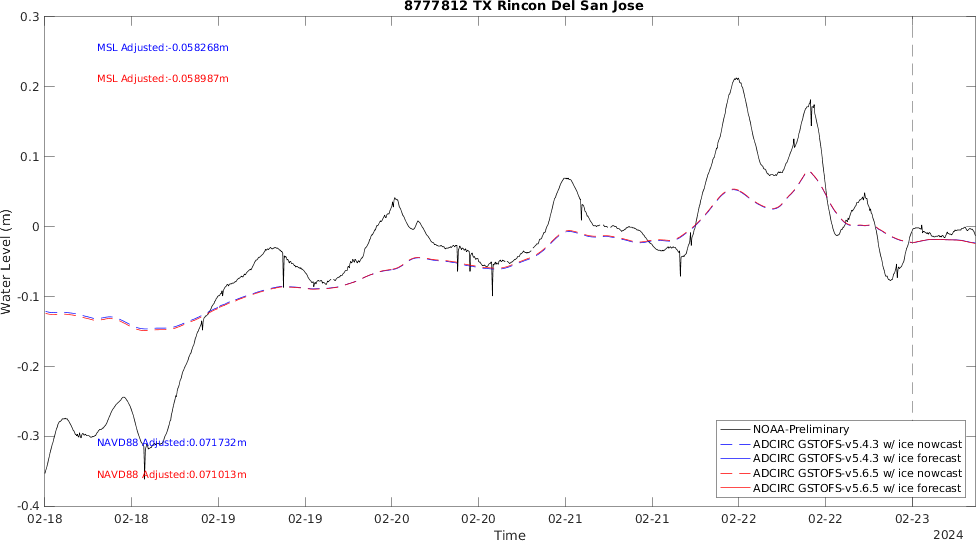 8777812 TX Rincon Del San Jose
0.3
0.2
0.1
0
-0.1
-0.2
-0.3
-0.4
Water Level (m)
MSL Adjusted:-0.058268m
MSL Adjusted:-0.058987m
NAVD88 Adjusted:0.071732m
NAVD88 Adjusted:0.071013m
NOAA-Preliminary
ADCIRC GSTOFS-v5.4.3 w/ ice nowcast
ADCIRC GSTOFS-v5.4.3 w/ ice forecast
ADCIRC GSTOFS-v5.6.5 w/ ice nowcast
ADCIRC GSTOFS-v5.6.5 w/ ice forecast
02-18 02-18 02-19 02-19 02-20 02-20 02-21 02-21 02-22 02-22 02-23
Time
2024